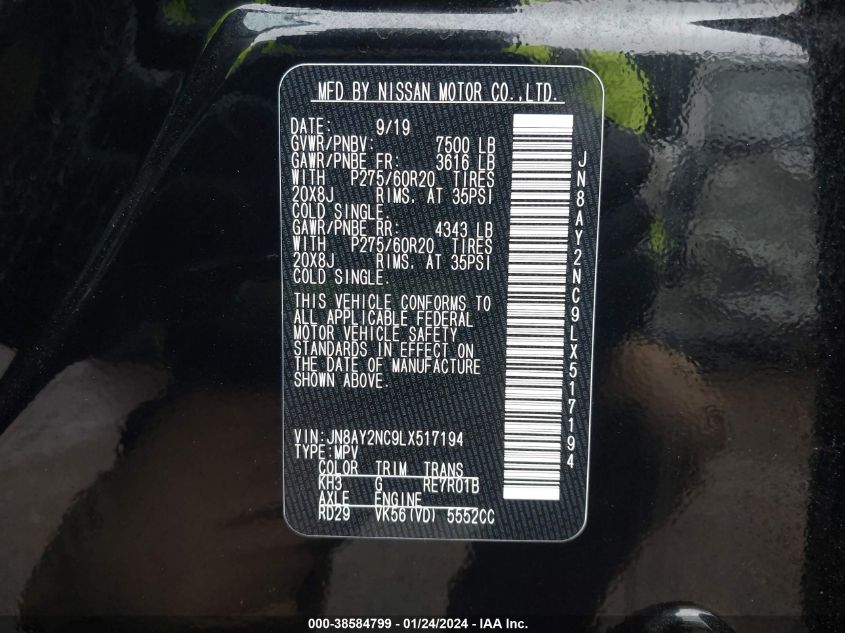 MFD BY NISSAN MOTOR CO.,LTD.
DATE: 9/19
GVWR/PNBV: 7500 LB
GAWR/PNBE FR: 3616 LB
WITH P275/60R20 TIRES
20X8J RIMS, AT 35PSI
COLD SINGLE.
GAWR/PNBE RR: 4343 LB
WITH P275/60R20 TIRES
20X8J RIMS, AT 35PSI
COLD SINGLE.
THIS VEHICLE CONFORMS TO
ALL APPLICABLE FEDERAL
MOTOR VEHICLE SAFETY
STANDARDS IN EFFECT ON
THE DATE OF MANUFACTURE
SHOWN ABOVE.
VIN:JN8AY2NC9LX517194
TYPE:MPV
COLOR TRIM TRANS
KH3 G RE7R01B
AXLE ENGINE
RD29 VK56(VD) 5552CC
JN8AY2NC9LX517194
000-38584799 — 01/24/2024 — IAA Inc.